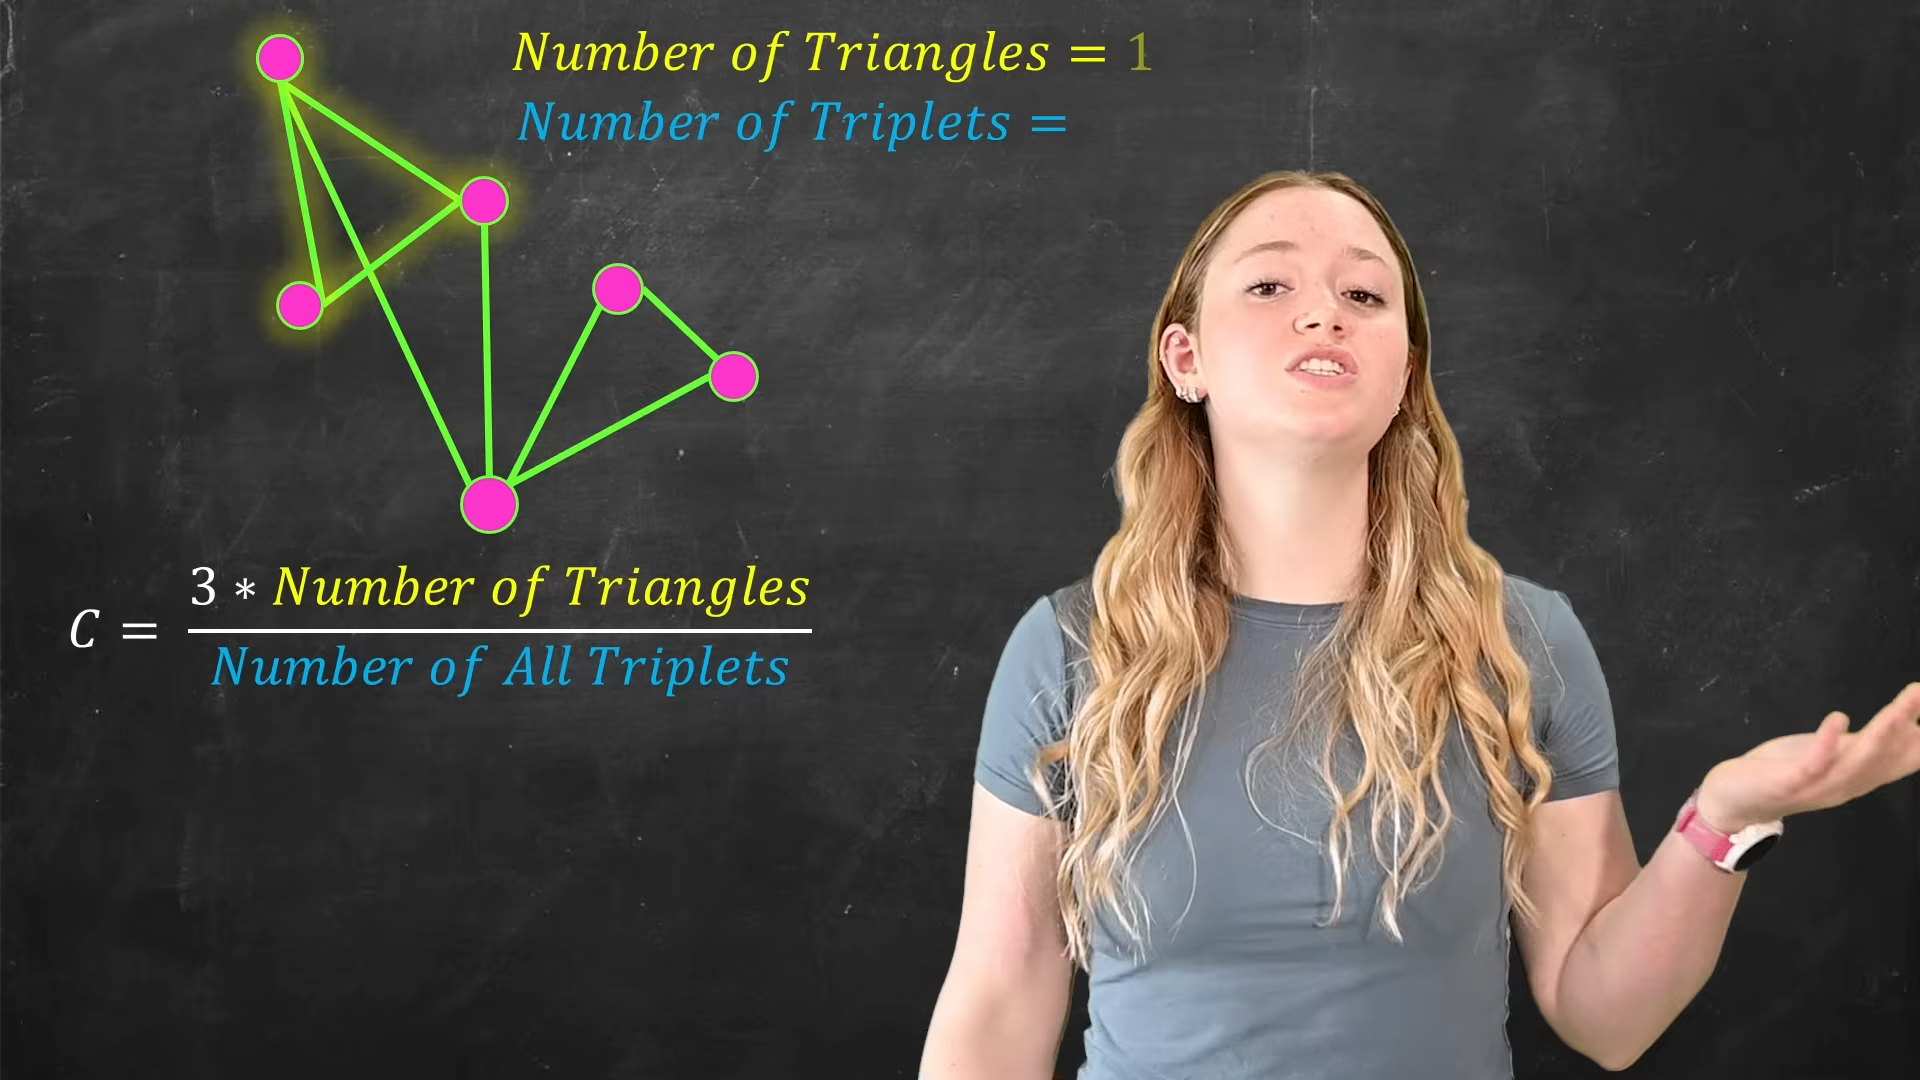 Number of Triangles = 1
Number of Triplets =
C = 3 * Number of Triangles
Number of All Triplets